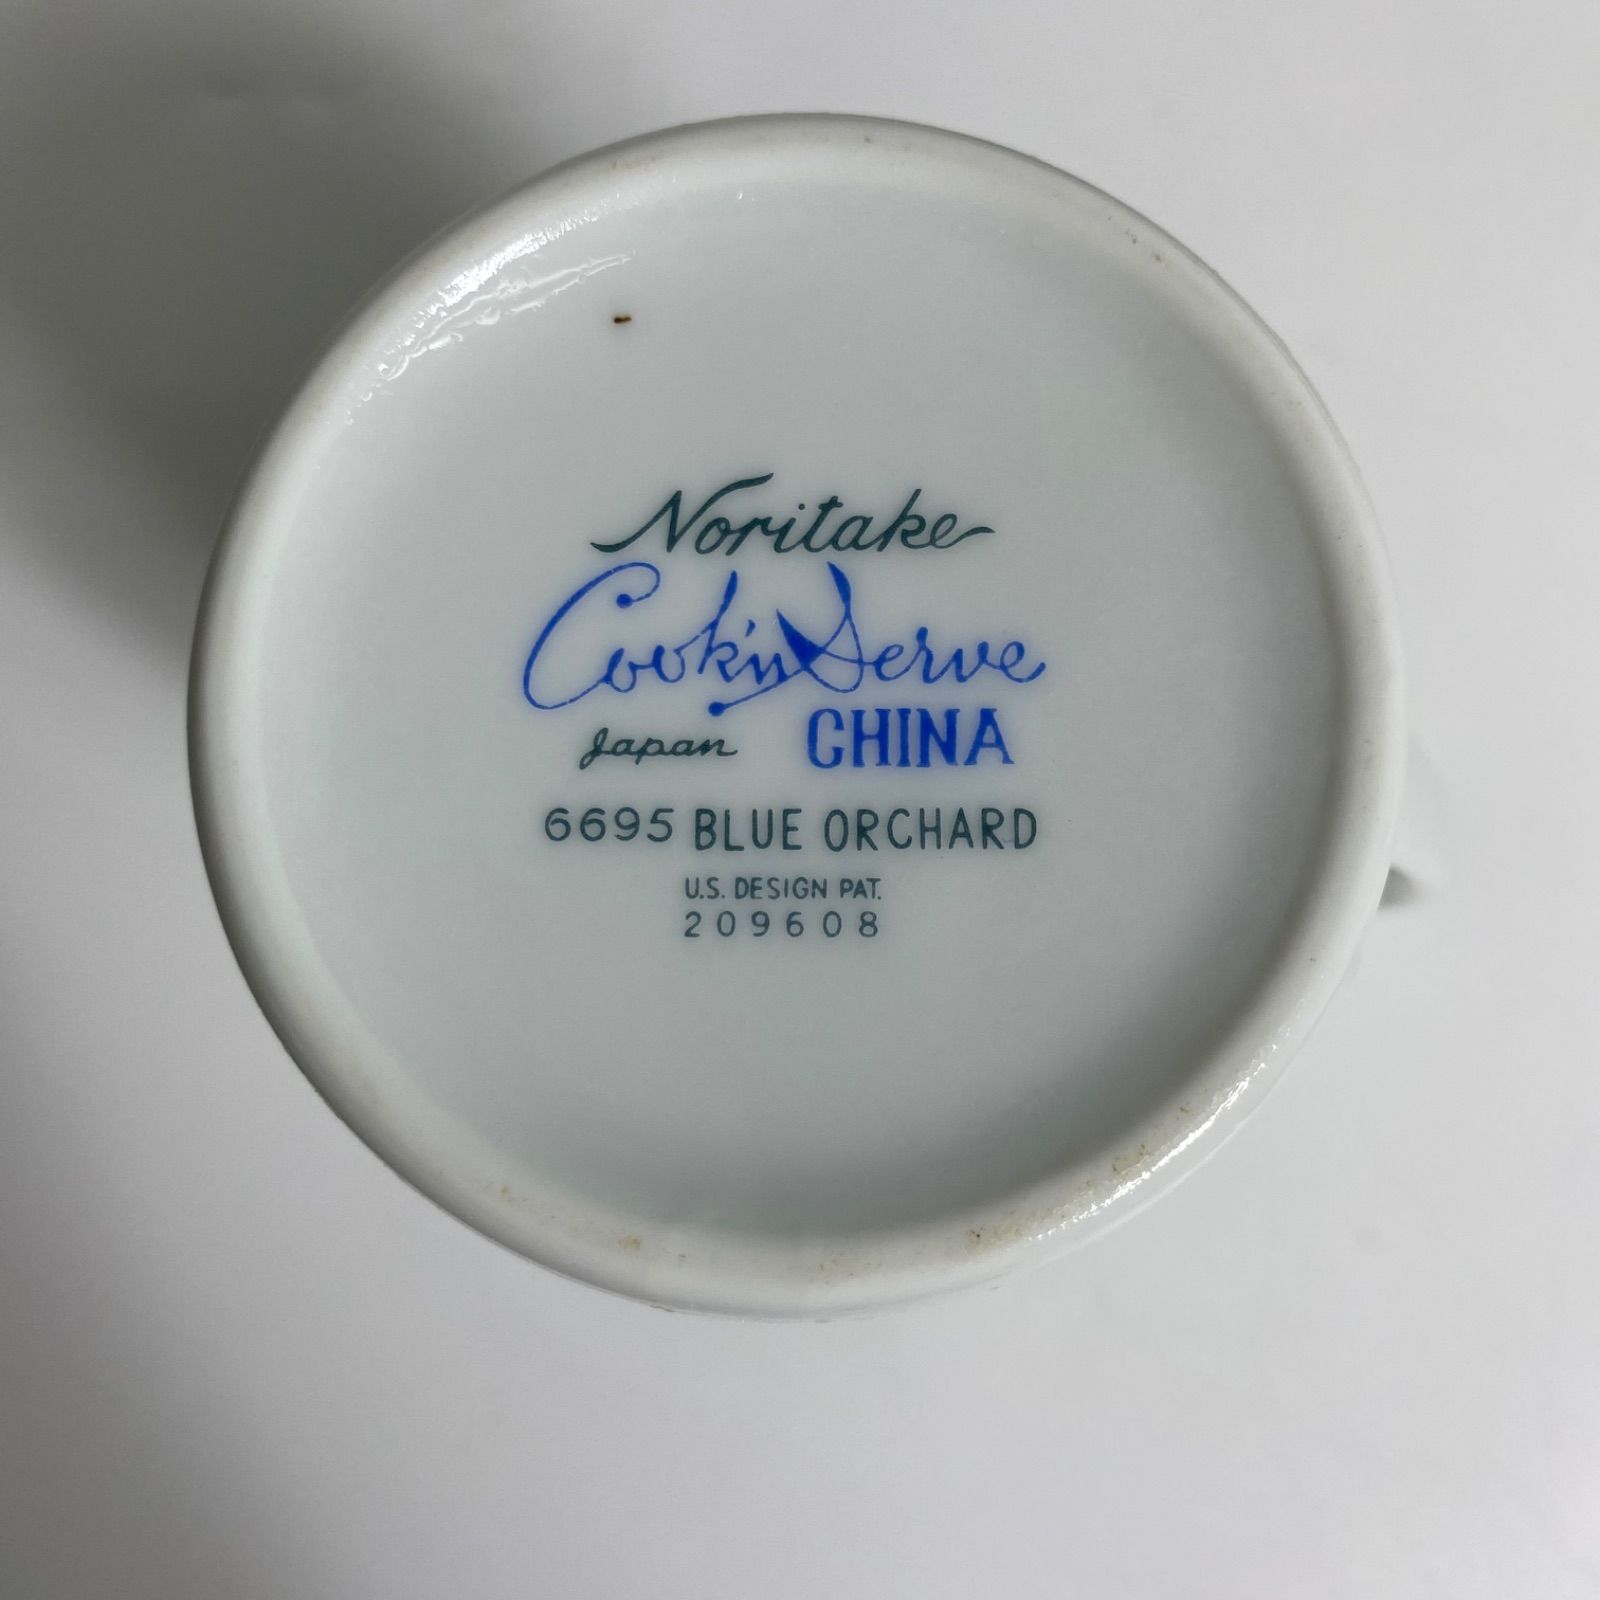 Noritake
Cook'n Serve
Japan CHINA
6695 BLUE ORCHARD
U.S. DESIGN PAT.
209608